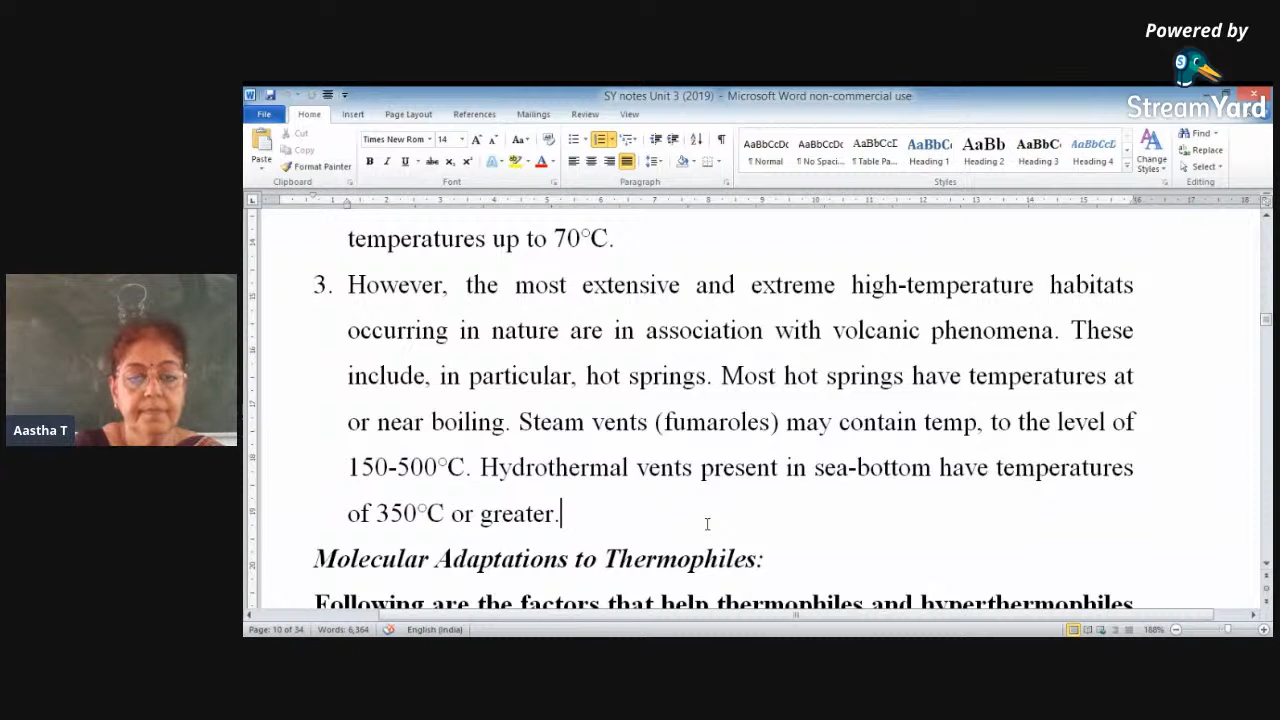 Powered by
StreamYard
SY notes Unit 3 (2019) - Microsoft Word non-commercial use
File Home Insert Page Layout References Mailings Review View
Cut
Copy
Format Painter
Paste
Clipboard
Times New Rom 14
Font
Paragraph
AaBbCcDc AaBbCcDc AaBbCcD AaBbC AaBb AaBbC AaBbCcD
¶ Normal ¶ No Spaci... ¶ Table Pa... Heading 1 Heading 2 Heading 3 Heading 4
Change Styles
Styles
Find
Replace
Select
Editing
temperatures up to 70°C.
3. However, the most extensive and extreme high-temperature habitats
occurring in nature are in association with volcanic phenomena. These
include, in particular, hot springs. Most hot springs have temperatures at
or near boiling. Steam vents (fumaroles) may contain temp, to the level of
150-500°C. Hydrothermal vents present in sea-bottom have temperatures
of 350°C or greater.
Molecular Adaptations to Thermophiles:
Following are the factors that help thermophiles and hyperthermophiles
Aastha T
Page: 10 of 34 Words: 6,364 English (India) 188%